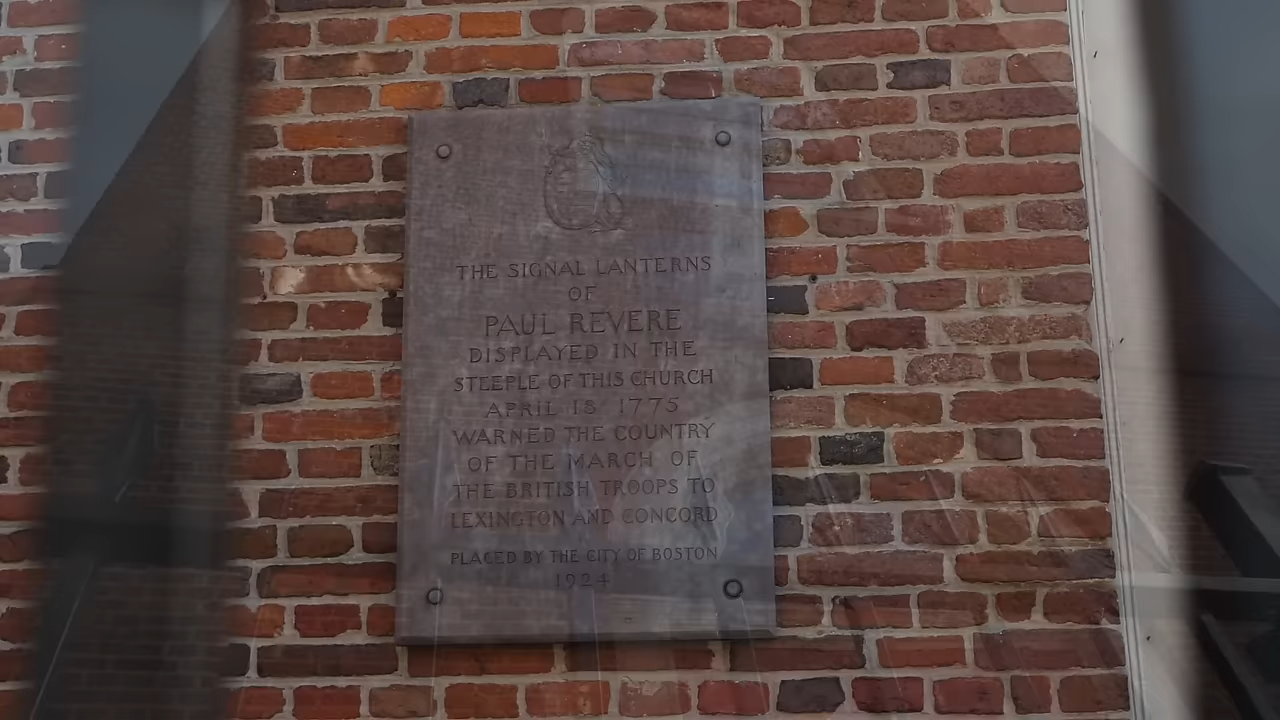 THE SIGNAL LANTERNS
OF
PAUL REVERE
DISPLAYED IN THE
STEEPLE OF THIS CHURCH
APRIL 18 1775
WARNED THE COUNTRY
OF THE MARCH OF
THE BRITISH TROOPS TO
LEXINGTON AND CONCORD
PLACED BY THE CITY OF BOSTON
1924